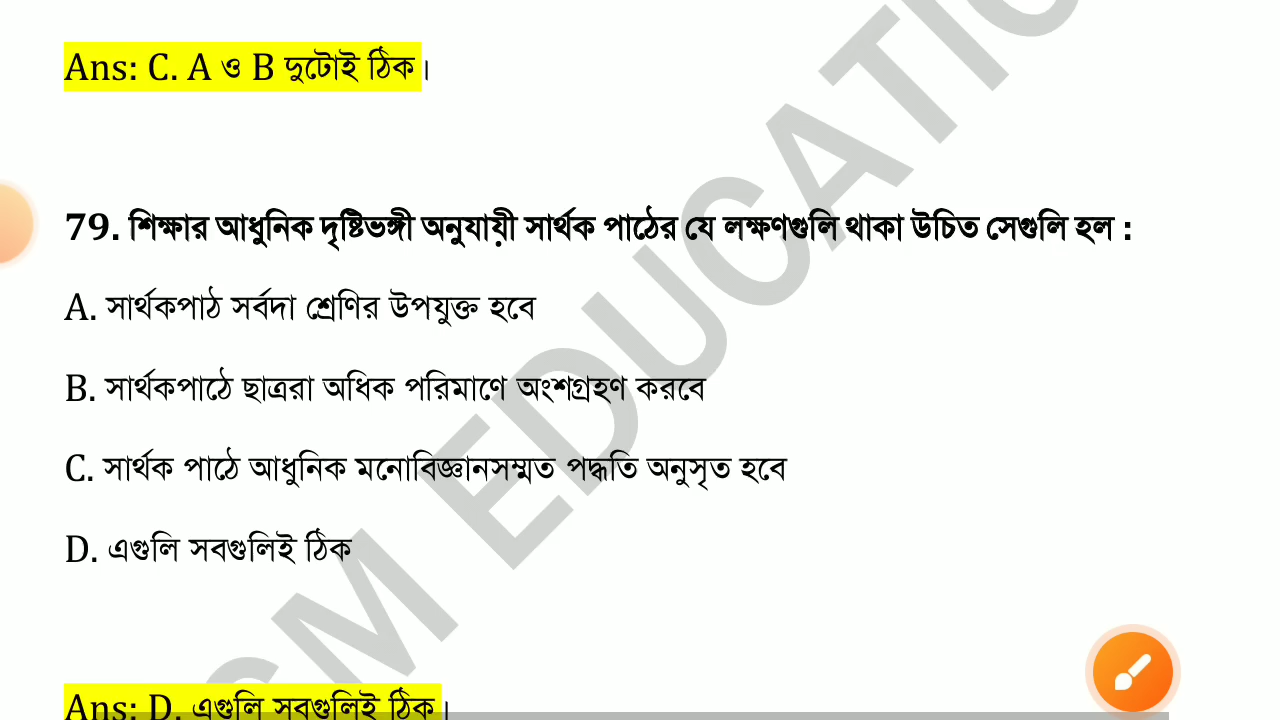 Ans: C. A ও B দুটোই ঠিক।
79. শিক্ষার আধুনিক দৃষ্টিভঙ্গী অনুযায়ী সার্থক পাঠের যে লক্ষণগুলি থাকা উচিত সেগুলি হল :
A. সার্থকপাঠ সর্বদা শ্রেণির উপযুক্ত হবে
B. সার্থকপাঠে ছাত্ররা অধিক পরিমাণে অংশগ্রহণ করবে
C. সার্থক পাঠে আধুনিক মনোবিজ্ঞানসম্মত পদ্ধতি অনুসৃত হবে
D. এগুলি সবগুলিই ঠিক
Ans: D. এগুলি সবগুলিই ঠিক।